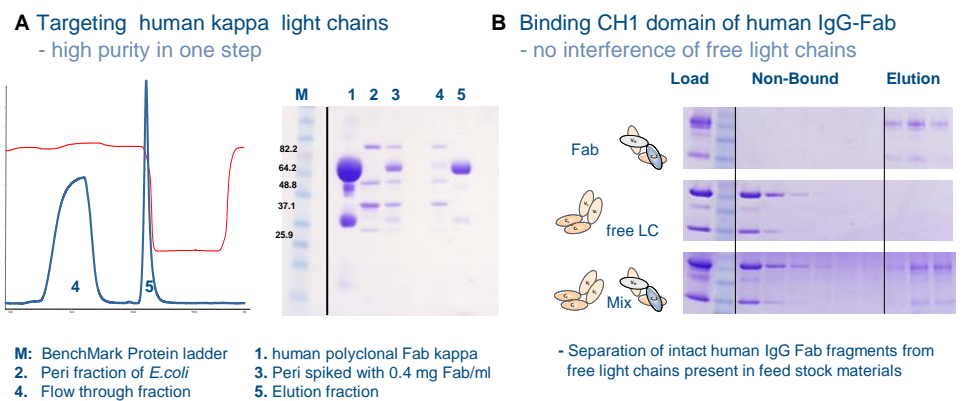 A Targeting human kappa light chains
- high purity in one step
M 1 2 3 4 5
82.2
64.2
48.8
37.1
25.9
4 5
M: BenchMark Protein ladder
2. Peri fraction of E.coli
4. Flow through fraction
1. human polyclonal Fab kappa
3. Peri spiked with 0.4 mg Fab/ml
5. Elution fraction
B Binding CH1 domain of human IgG-Fab
- no interference of free light chains
Load Non-Bound Elution
Fab
free LC
Mix
- Separation of intact human IgG Fab fragments from
free light chains present in feed stock materials